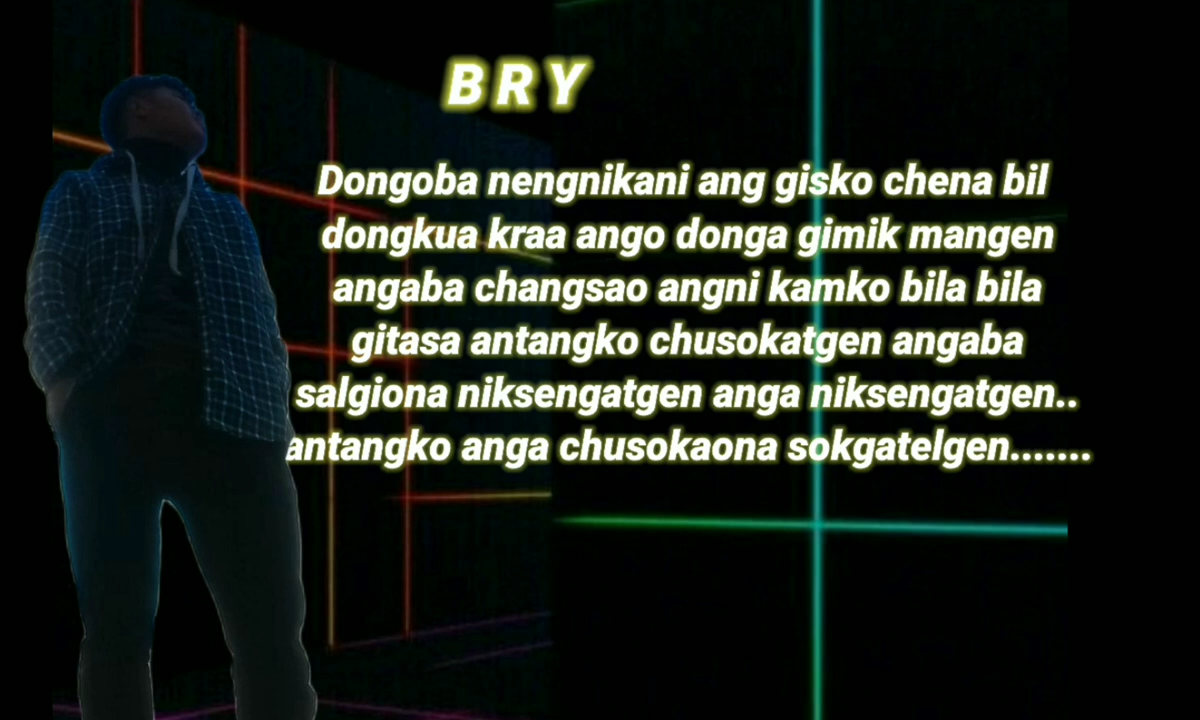 BRY
Dongoba nengnikani ang gisko chena bil
dongkua kraa ango donga gimik mangen
angaba changsao angni kamko bila bila
gitasa antangko chusokatgen angaba
salgiona niksengatgen anga niksengatgen..
antangko anga chusokaona sokgatelgen.......